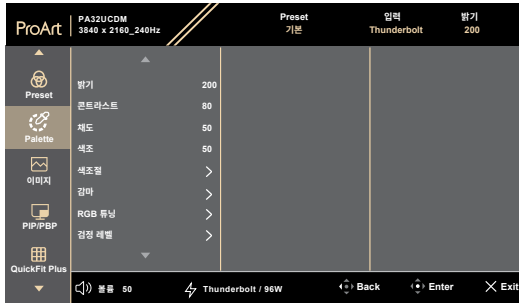 ProArt
PA32UCDM
3840 x 2160_240Hz
Preset
기본
입력
Thunderbolt
밝기
200
Preset
Palette
이미지
PIP/PBP
QuickFit Plus
밝기 200
콘트라스트 80
채도 50
색조 50
색조절
감마
RGB 튜닝
검정 레벨
볼륨 50
Thunderbolt / 96W
Back
Enter
Exit